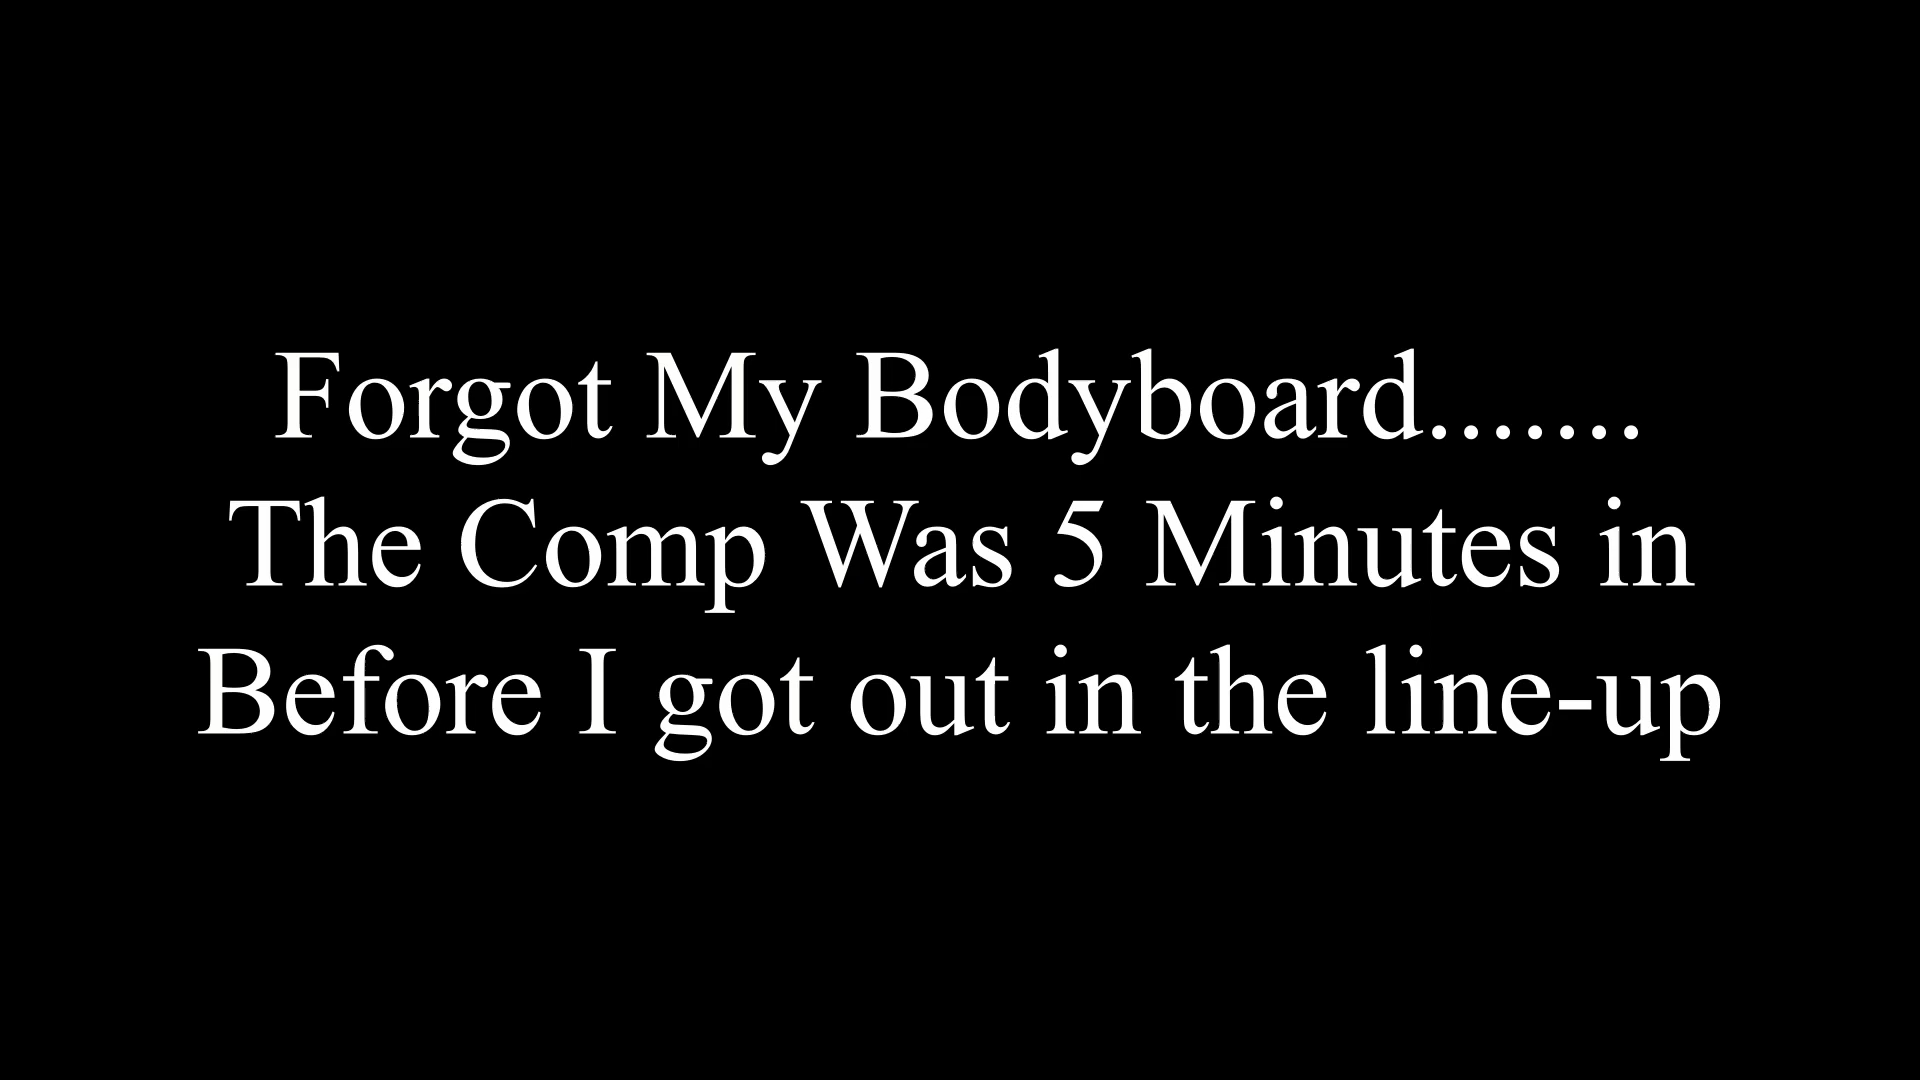 Forgot My Bodyboard.......
The Comp Was 5 Minutes in
Before I got out in the line-up